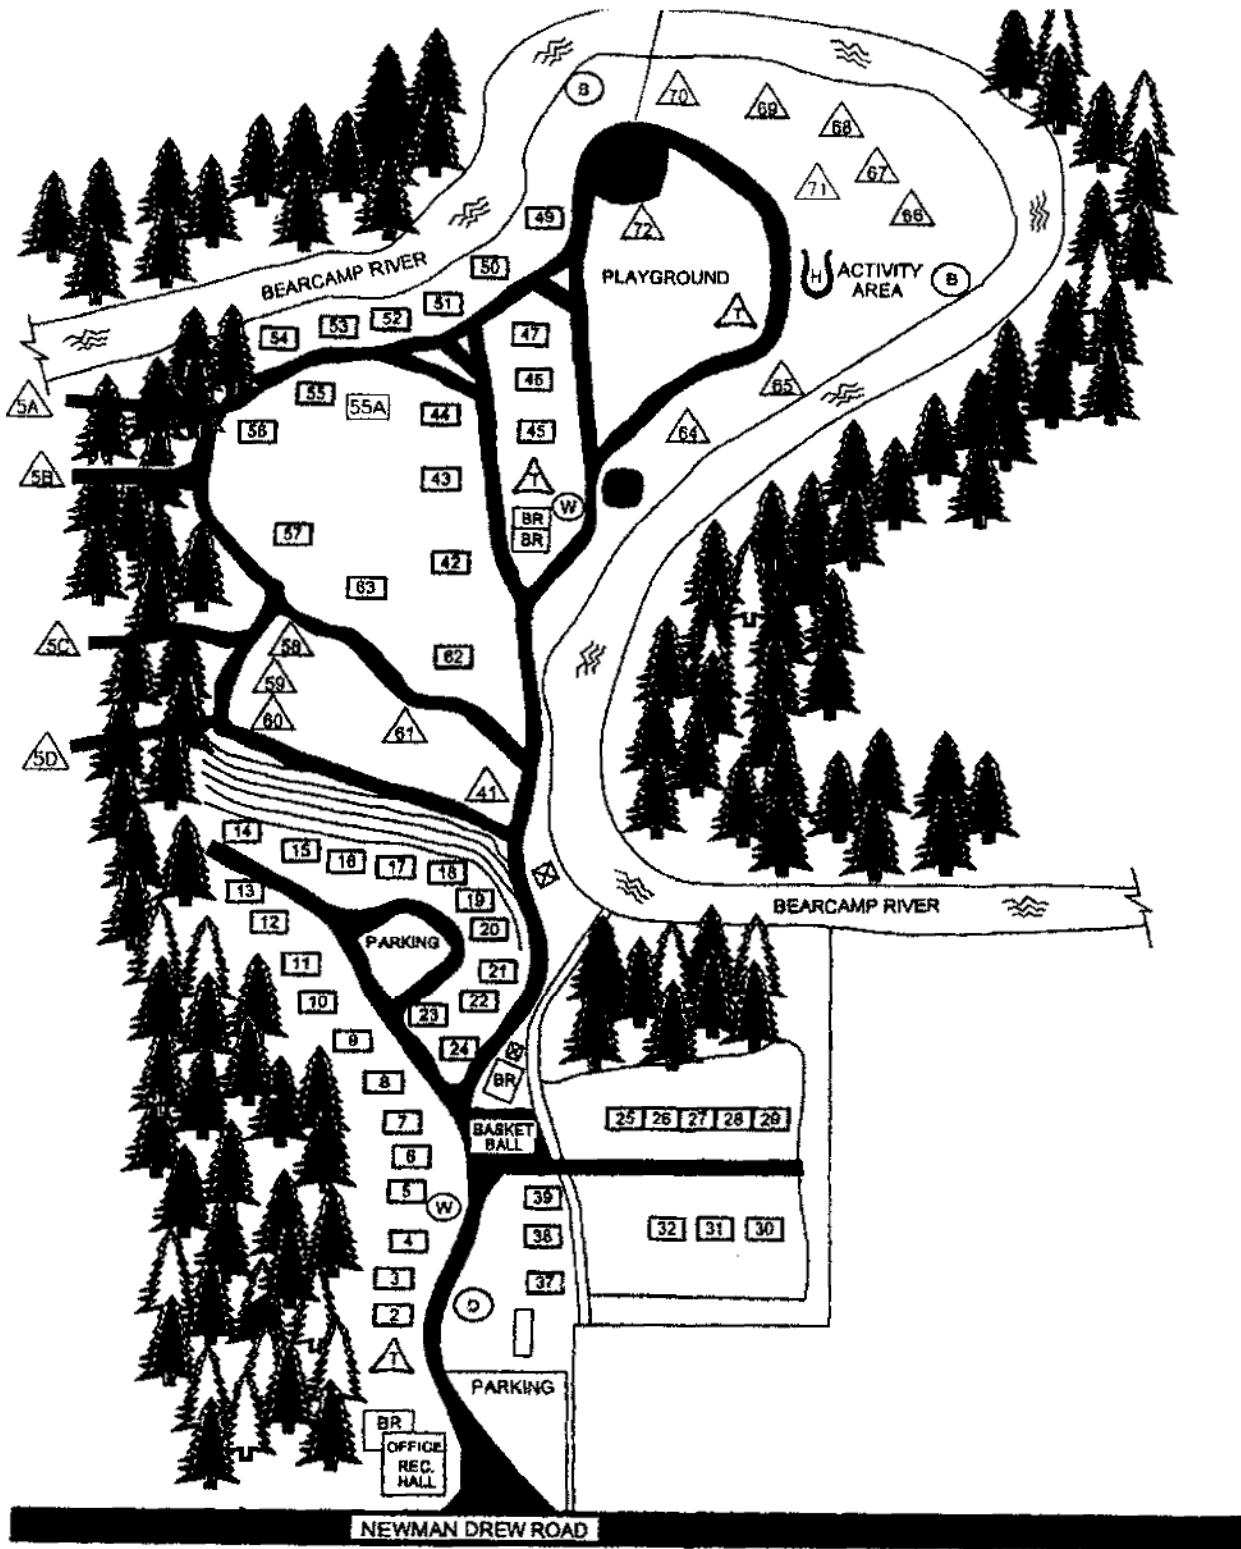 B
70
69
68
67
71
66
49
72
BEARCAMP RIVER
50
PLAYGROUND
H
ACTIVITY
AREA
B
51
52
53
54
47
T
5A
55
55A
46
65
44
56
45
64
5B
43
T
W
BR
BR
57
42
63
5C
58
62
59
60
61
5D
41
14
15
16
17
18
13
19
BEARCAMP RIVER
12
20
PARKING
11
21
10
22
23
9
24
8
BR
7
BASKET
BALL
25 26 27 28 29
6
5
W
39
4
38
32 31 30
3
37
2
D
T
PARKING
BR
OFFICE
REC.
HALL
NEWMAN DREW ROAD